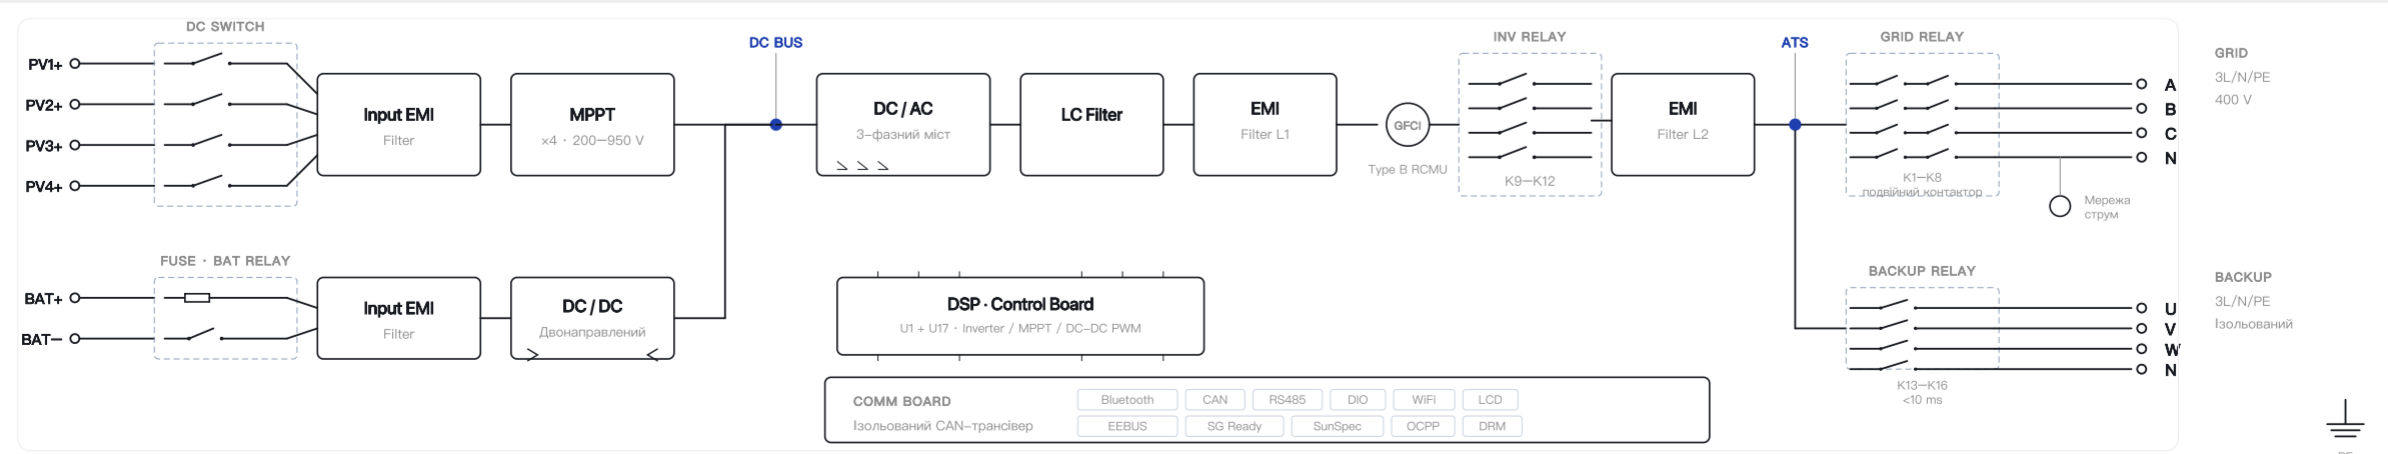 DC SWITCH
PV1+
PV2+
PV3+
PV4+
Input EMI
Filter
MPPT
×4 · 200—950 V
DC BUS
DC / AC
3-фазний міст
LC Filter
EMI
Filter L1
GFCI
Type B RCMU
INV RELAY
K9—K12
EMI
Filter L2
ATS
GRID RELAY
K1—K8
подвійний контактор
A
B
C
N
Мережа
струм
GRID
3L/N/PE
400 V
FUSE · BAT RELAY
BAT+
BAT—
Input EMI
Filter
DC / DC
Двонаправлений
DSP · Control Board
U1 + U17 · Inverter / MPPT / DC-DC PWM
COMM BOARD
Ізольований CAN-трансівер
Bluetooth CAN RS485 DIO WiFi LCD
EEBUS SG Ready SunSpec OCPP DRM
BACKUP RELAY
K13—K16
<10 ms
U
V
W
N
BACKUP
3L/N/PE
Ізольований